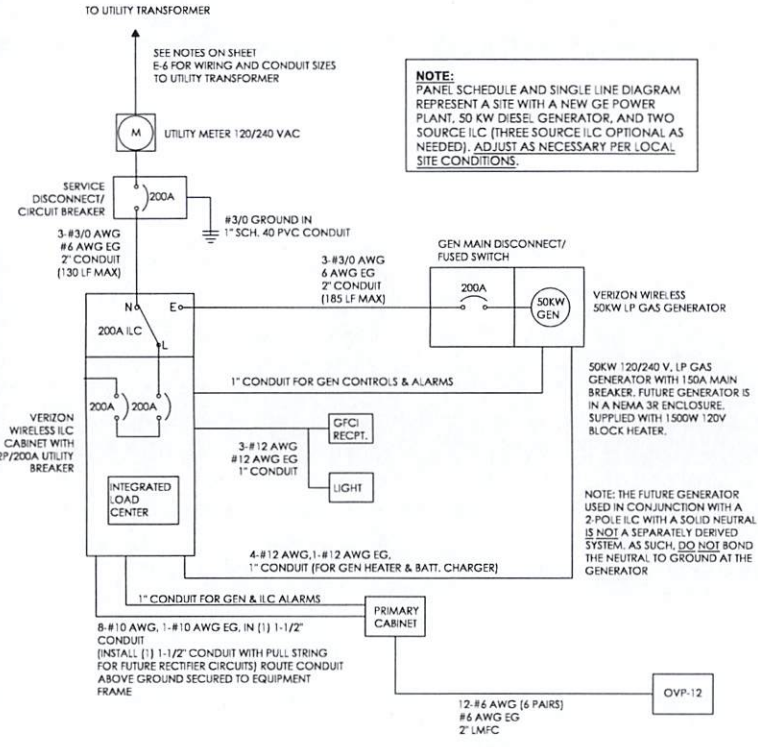 TO UTILITY TRANSFORMER
SEE NOTES ON SHEET
E-6 FOR WIRING AND CONDUIT SIZES
TO UTILITY TRANSFORMER
NOTE:
PANEL SCHEDULE AND SINGLE LINE DIAGRAM
REPRESENT A SITE WITH A NEW GE POWER
PLANT, 50 KW DIESEL GENERATOR, AND TWO
SOURCE ILC (THREE SOURCE ILC OPTIONAL AS
NEEDED). ADJUST AS NECESSARY PER LOCAL
SITE CONDITIONS.
M
UTILITY METER 120/240 VAC
SERVICE
DISCONNECT/
CIRCUIT BREAKER
200A
#3/0 GROUND IN
1" SCH. 40 PVC CONDUIT
3-#3/0 AWG
#6 AWG EG
2" CONDUIT
(130 LF MAX)
3-#3/0 AWG
6 AWG EG
2" CONDUIT
(185 LF MAX)
GEN MAIN DISCONNECT/
FUSED SWITCH
200A
50KW
GEN
VERIZON WIRELESS
50KW LP GAS GENERATOR
N
E
200A ILC
L
1" CONDUIT FOR GEN CONTROLS & ALARMS
50KW 120/240 V, LP GAS
GENERATOR WITH 150A MAIN
BREAKER. FUTURE GENERATOR IS
IN A NEMA 3R ENCLOSURE.
SUPPLIED WITH 1500W 120V
BLOCK HEATER.
200A
200A
VERIZON
WIRELESS ILC
CABINET WITH
2P/200A UTILITY
BREAKER
GFCI
RECPT.
3-#12 AWG
#12 AWG EG
1" CONDUIT
LIGHT
INTEGRATED
LOAD
CENTER
NOTE: THE FUTURE GENERATOR
USED IN CONJUNCTION WITH A
2-POLE ILC WITH A SOLID NEUTRAL
IS NOT A SEPARATELY DERIVED
SYSTEM. AS SUCH, DO NOT BOND
THE NEUTRAL TO GROUND AT THE
GENERATOR
4-#12 AWG,1-#12 AWG EG,
1" CONDUIT (FOR GEN HEATER & BATT. CHARGER)
1" CONDUIT FOR GEN & ILC ALARMS
PRIMARY
CABINET
8-#10 AWG, 1-#10 AWG EG, IN (1) 1-1/2"
CONDUIT
(INSTALL (1) 1-1/2" CONDUIT WITH PULL STRING
FOR FUTURE RECTIFIER CIRCUITS) ROUTE CONDUIT
ABOVE GROUND SECURED TO EQUIPMENT
FRAME
OVP-12
12-#6 AWG (6 PAIRS)
#6 AWG EG
2" LMFC